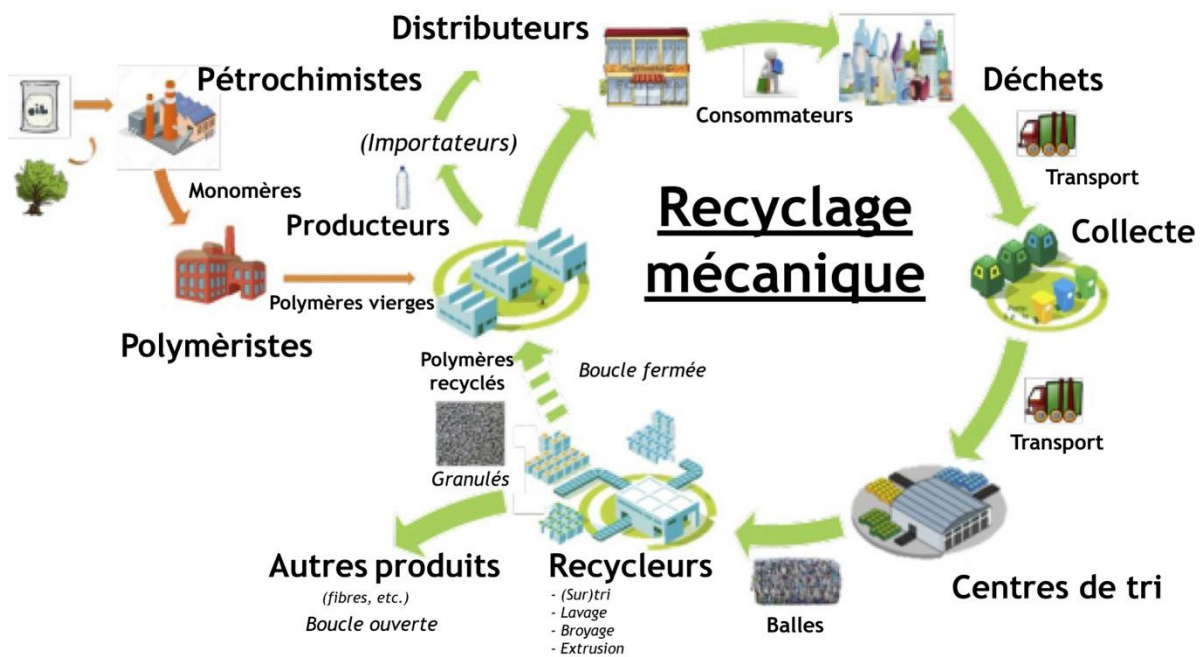 Distributeurs
Pétrochimistes
Déchets
Consommateurs
(Importateurs)
Transport
Monomères
Producteurs
Recyclage
mécanique
Collecte
Polymères vierges
Polymèristes
Polymères
recyclés
Boucle fermée
Transport
Granulés
Autres produits
(fibres, etc.)
Boucle ouverte
Recycleurs
- (Sur)tri
- Lavage
- Broyage
- Extrusion
Balles
Centres de tri